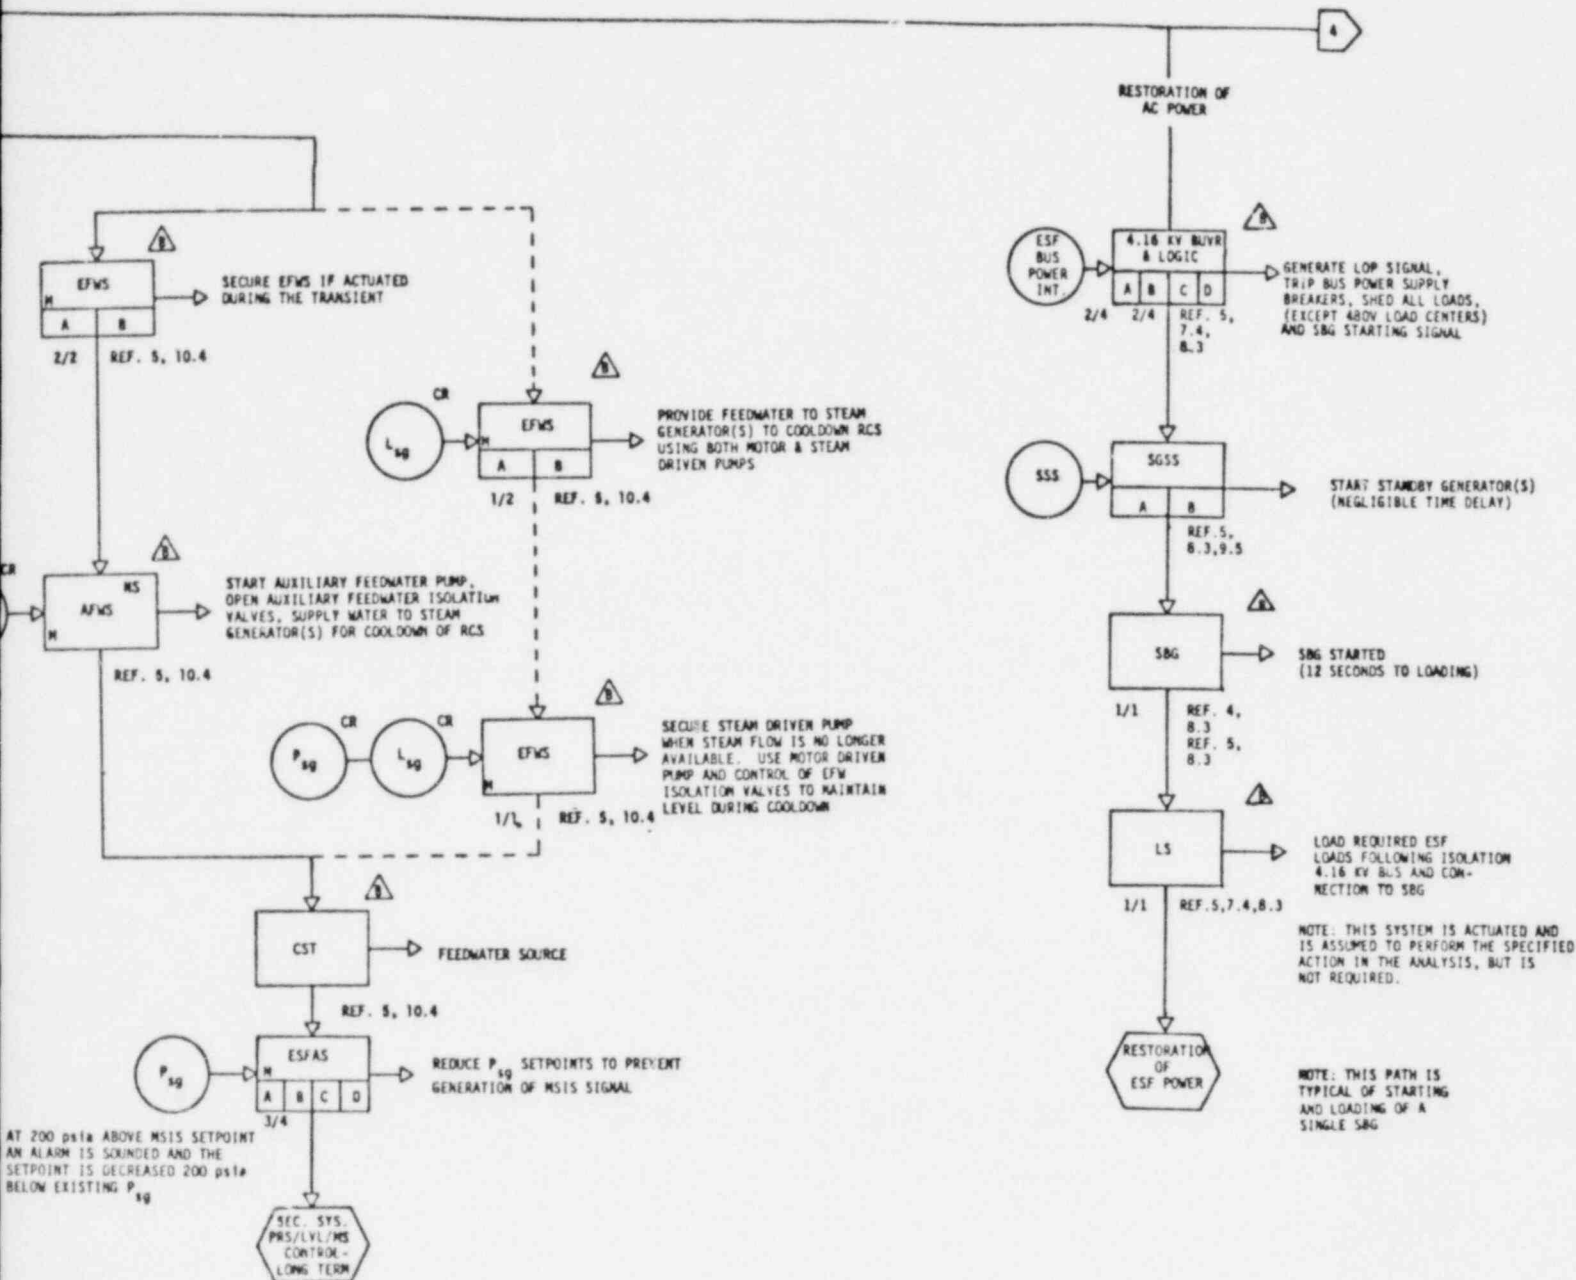 4
RESTORATION OF
AC POWER
EFWS
M
A B
2/2 REF. 5, 10.4
SECURE EFWS IF ACTUATED
DURING THE TRANSIENT
B
CR
Lsg
EFWS
M
A B
1/2 REF. 5, 10.4
B
PROVIDE FEEDWATER TO STEAM
GENERATOR(S) TO COOLDOWN RCS
USING BOTH MOTOR & STEAM
DRIVEN PUMPS
CR
NS
AFWS
M
REF. 5, 10.4
B
START AUXILIARY FEEDWATER PUMP,
OPEN AUXILIARY FEEDWATER ISOLATION
VALVES, SUPPLY WATER TO STEAM
GENERATOR(S) FOR COOLDOWN OF RCS
Psg
CR
Lsg
CR
EFWS
M
1/1 REF. 5, 10.4
B
SECURE STEAM DRIVEN PUMP
WHEN STEAM FLOW IS NO LONGER
AVAILABLE. USE MOTOR DRIVEN
PUMP AND CONTROL OF EFW
ISOLATION VALVES TO MAINTAIN
LEVEL DURING COOLDOWN
CST
FEEDWATER SOURCE
REF. 5, 10.4
Psg
ESFAS
M
A B C D
3/4
REDUCE Psg SETPOINTS TO PREVENT
GENERATION OF MSIS SIGNAL
AT 200 psia ABOVE MSIS SETPOINT
AN ALARM IS SOUNDED AND THE
SETPOINT IS DECREASED 200 psia
BELOW EXISTING Psg
SEC. SYS.
PRS/LVL/MS
CONTROL-
LONG TERM
ESF
BUS
POWER
INT.
4.16 KV BUVR
& LOGIC
A B C D
2/4 2/4 REF. 5,
7.4,
8.3
GENERATE LOP SIGNAL,
TRIP BUS POWER SUPPLY
BREAKERS, SHED ALL LOADS,
(EXCEPT 480V LOAD CENTERS)
AND SBG STARTING SIGNAL
SSS
SGSS
A B
REF.5,
8.3,9.5
START STANDBY GENERATOR(S)
(NEGLIGIBLE TIME DELAY)
SBG
1/1 REF. 4,
8.3
REF. 5,
8.3
SBG STARTED
(12 SECONDS TO LOADING)
LS
1/1 REF.5,7.4,8.3
LOAD REQUIRED ESF
LOADS FOLLOWING ISOLATION
4.16 KV BUS AND CON-
NECTION TO SBG
NOTE: THIS SYSTEM IS ACTUATED AND
IS ASSUMED TO PERFORM THE SPECIFIED
ACTION IN THE ANALYSIS, BUT IS
NOT REQUIRED.
RESTORATION
OF
ESF POWER
NOTE: THIS PATH IS
TYPICAL OF STARTING
AND LOADING OF A
SINGLE SBG